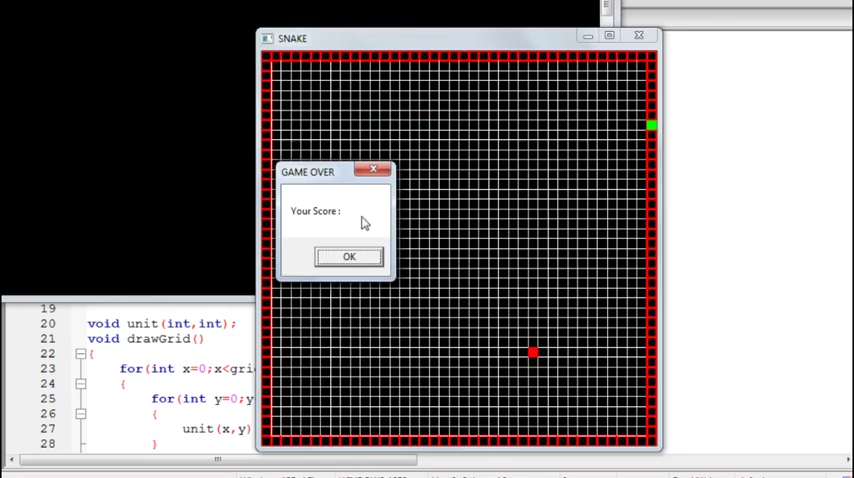 SNAKE
GAME OVER
Your Score :
OK
19
20 void unit(int,int);
21 void drawGrid()
22 {
23 for(int x=0;x<gri
24 {
25 for(int y=0;y
26 {
27 unit(x,y)
28 }